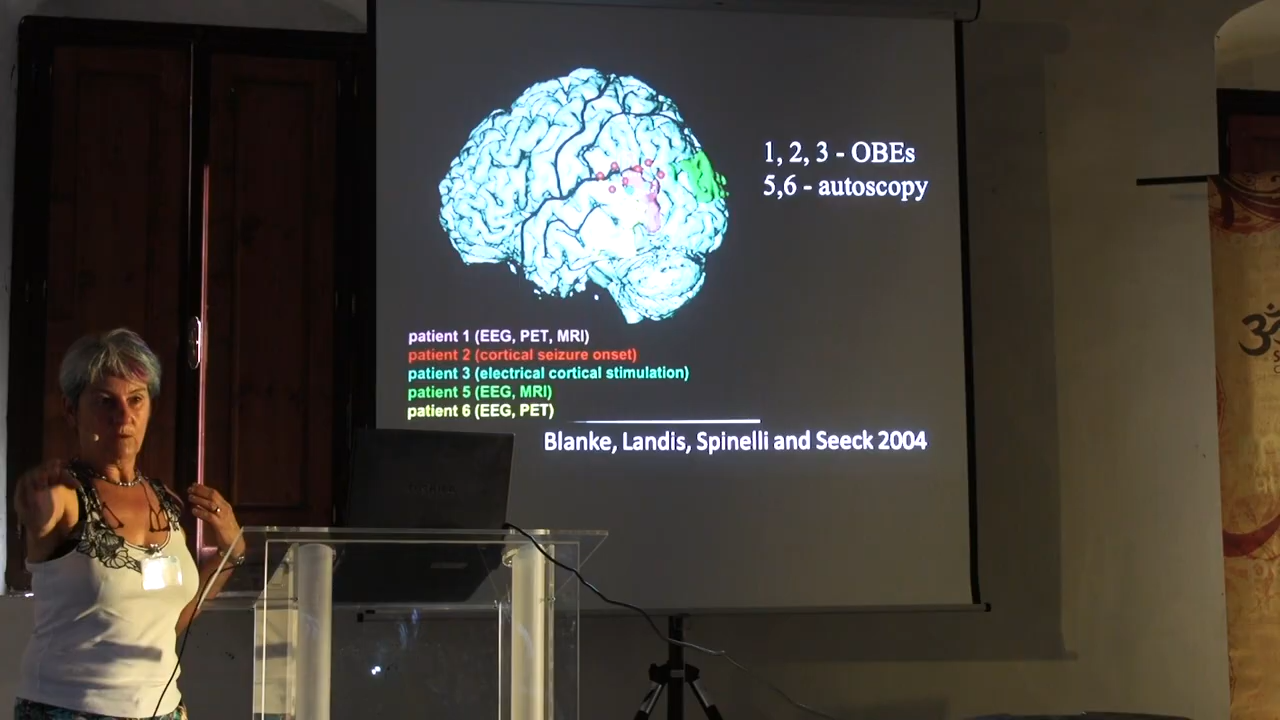 1, 2, 3 - OBEs
5,6 - autoscopy
patient 1 (EEG, PET, MRI)
patient 2 (cortical seizure onset)
patient 3 (electrical cortical stimulation)
patient 5 (EEG, MRI)
patient 6 (EEG, PET)
Blanke, Landis, Spinelli and Seeck 2004
ॐ